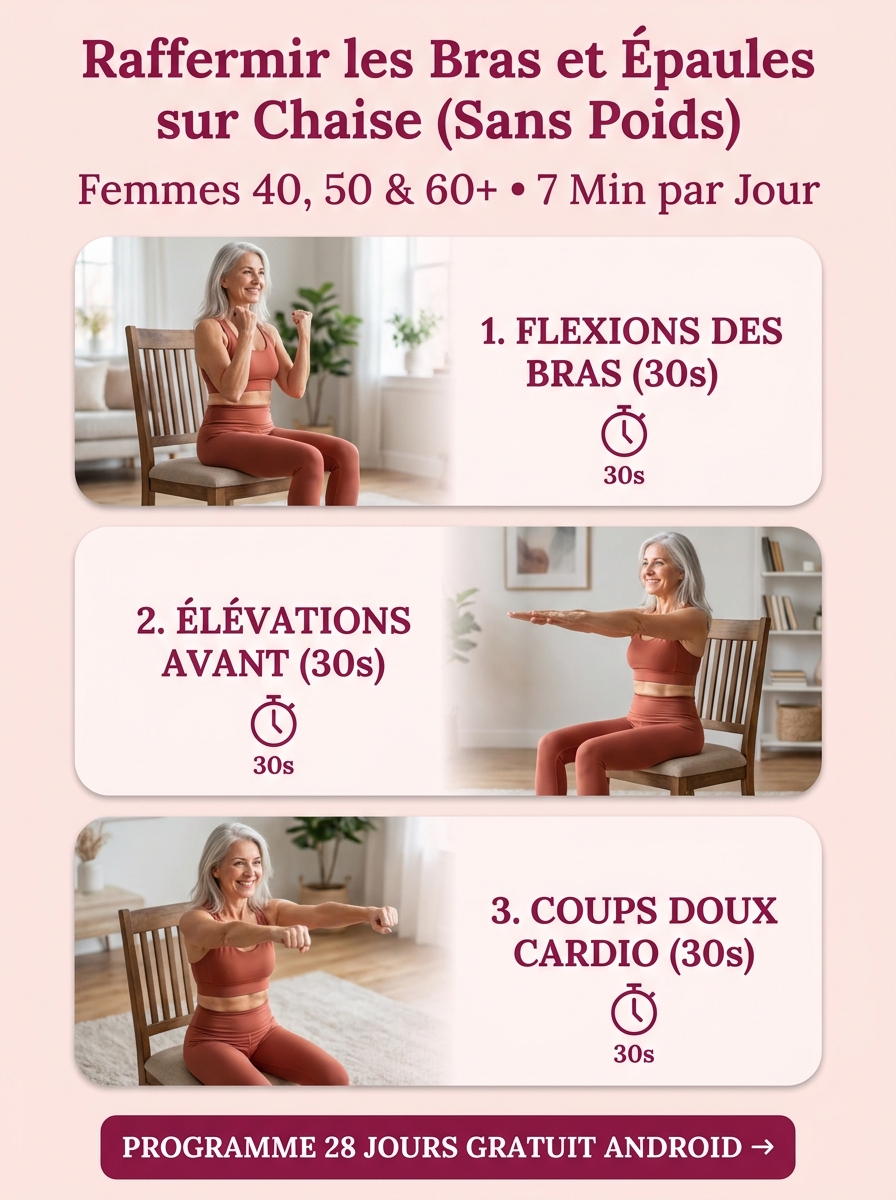 Raffermir les Bras et Épaules
sur Chaise (Sans Poids)
Femmes 40, 50 & 60+ • 7 Min par Jour
1. FLEXIONS DES
BRAS (30s)
30s
2. ÉLÉVATIONS
AVANT (30s)
30s
3. COUPS DOUX
CARDIO (30s)
30s
PROGRAMME 28 JOURS GRATUIT ANDROID →